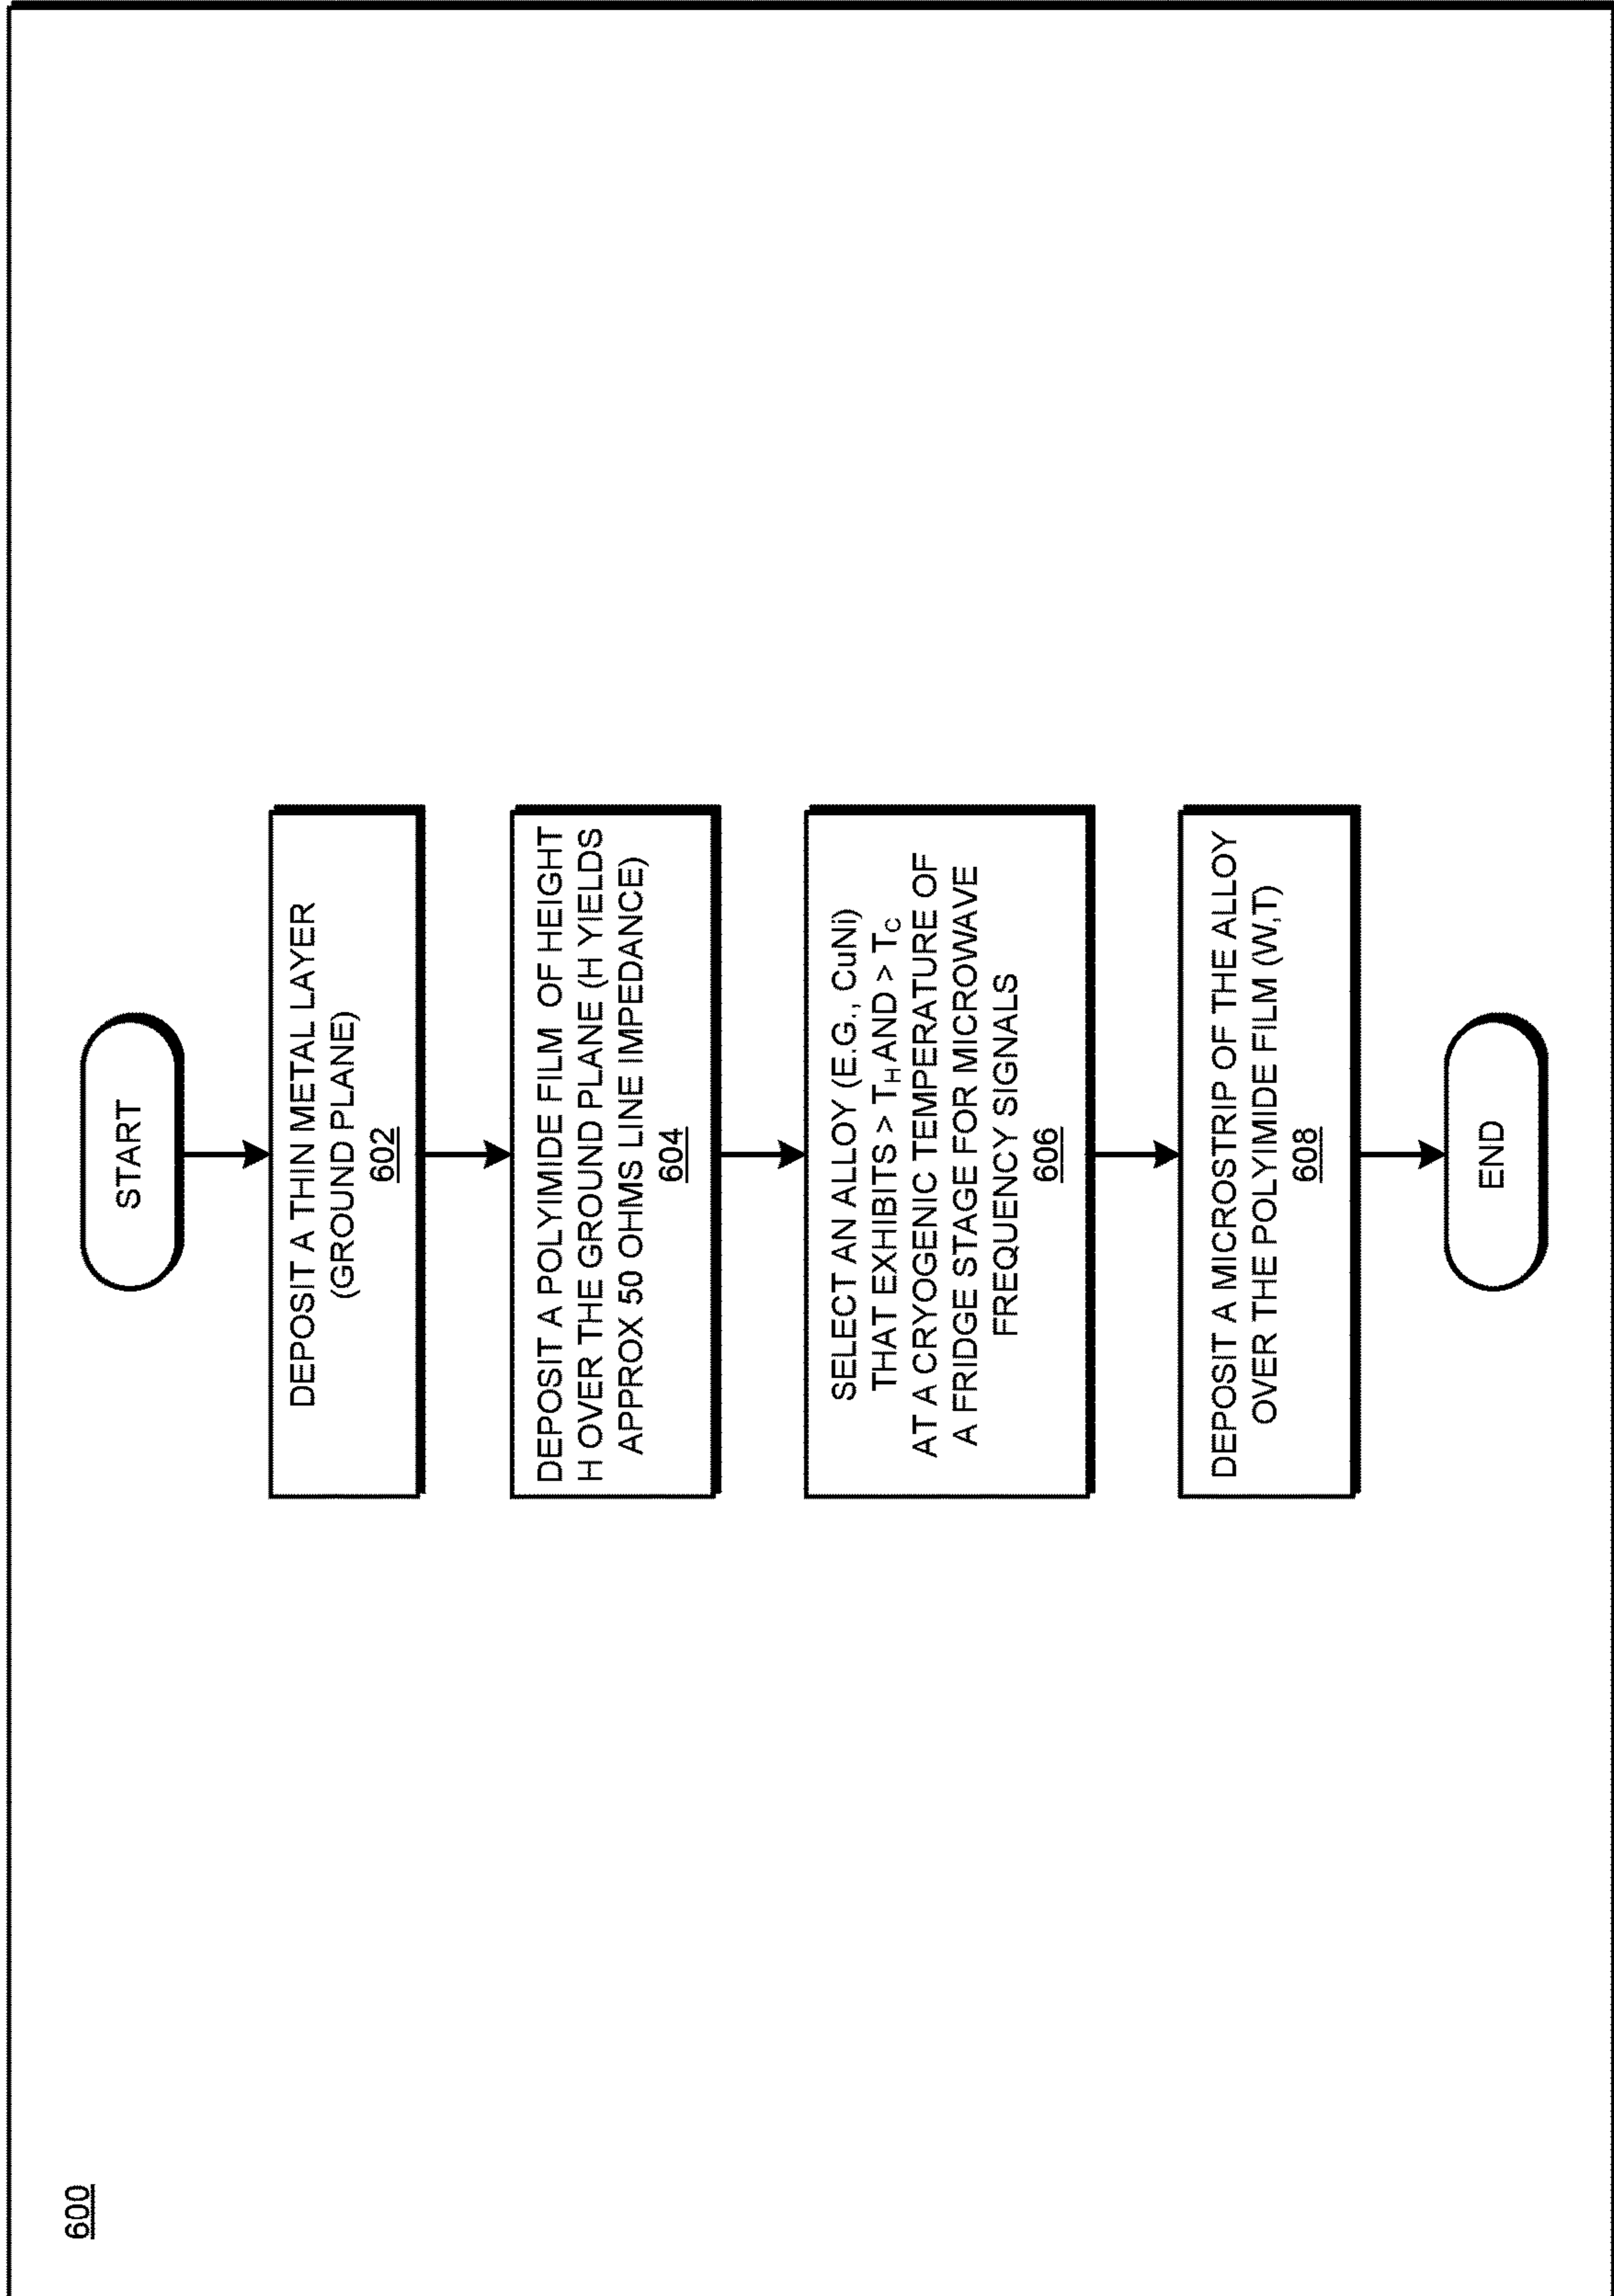 600
START
DEPOSIT A THIN METAL LAYER
(GROUND PLANE)
602
DEPOSIT A POLYIMIDE FILM OF HEIGHT
H OVER THE GROUND PLANE (H YIELDS
APPROX 50 OHMS LINE IMPEDANCE)
604
SELECT AN ALLOY (E.G., CuNi)
THAT EXHIBITS > T_H AND > T_C
AT A CRYOGENIC TEMPERATURE OF
A FRIDGE STAGE FOR MICROWAVE
FREQUENCY SIGNALS
606
DEPOSIT A MICROSTRIP OF THE ALLOY
OVER THE POLYIMIDE FILM (W,T)
608
END